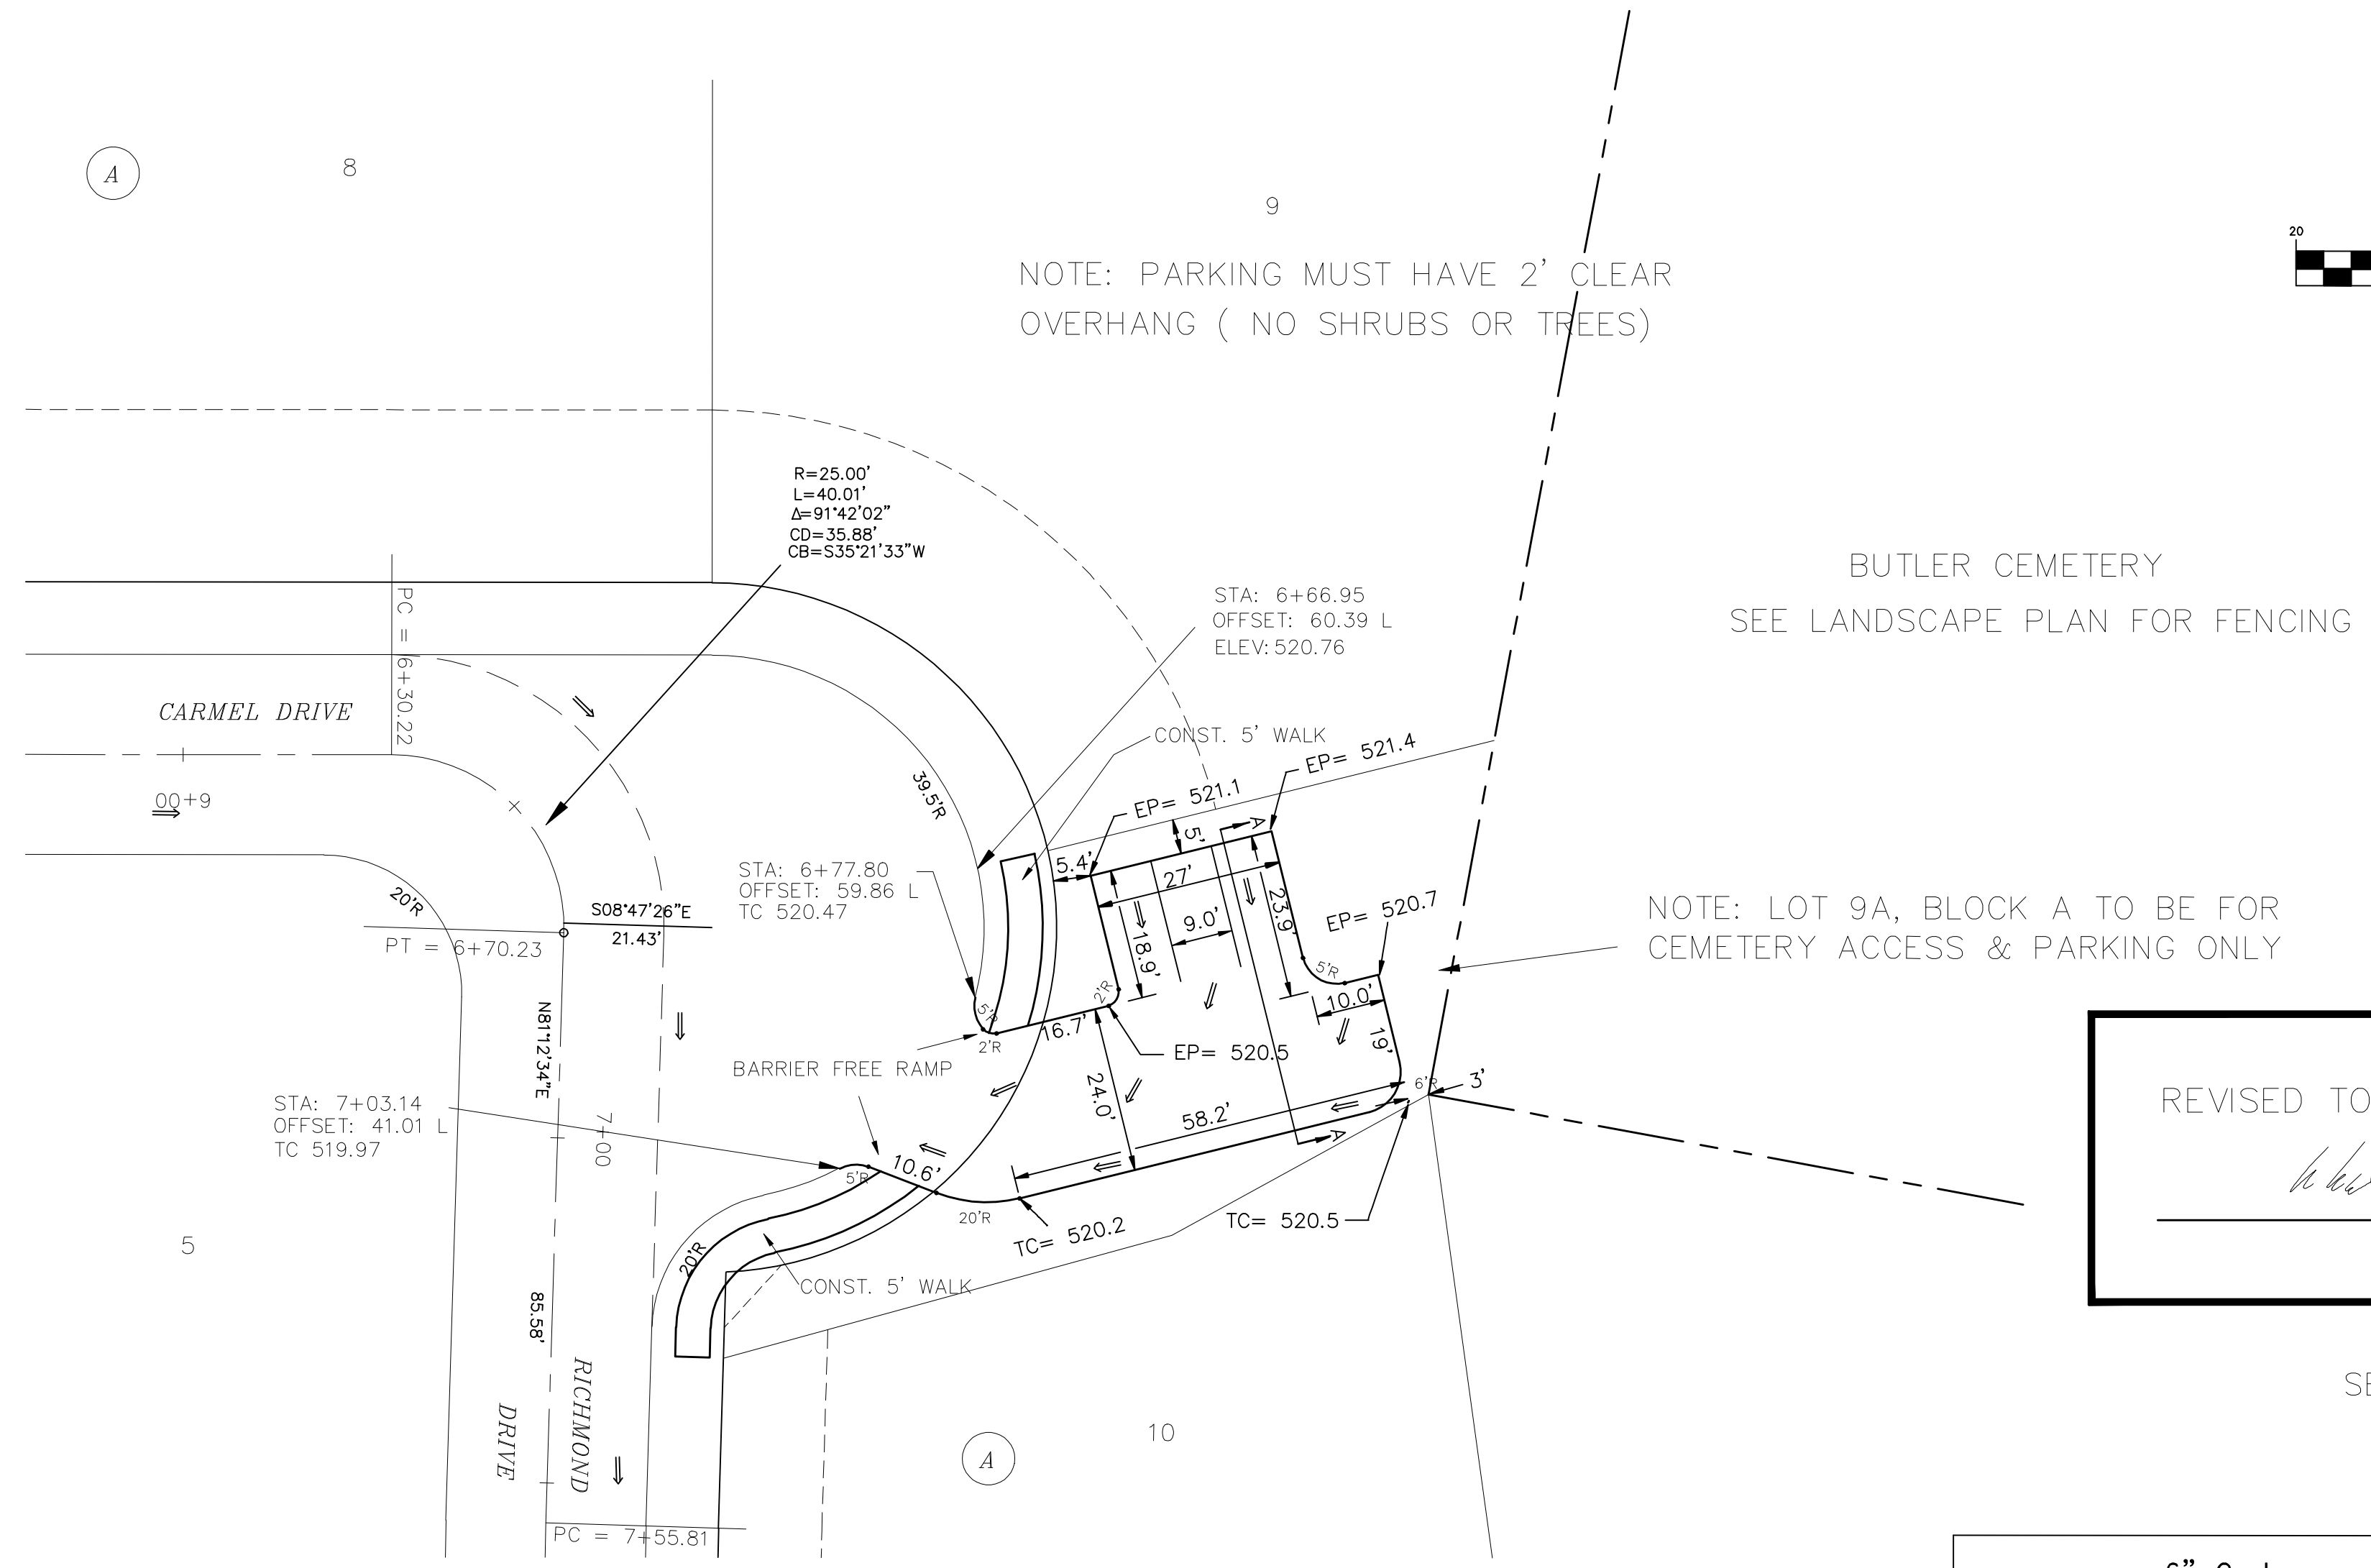 A
8
9
20
NOTE: PARKING MUST HAVE 2' CLEAR
OVERHANG ( NO SHRUBS OR TREES)
R=25.00'
L=40.01'
Δ=91°42'02"
CD=35.88'
CB=S35°21'33"W
BUTLER CEMETERY
SEE LANDSCAPE PLAN FOR FENCING
STA: 6+66.95
OFFSET: 60.39 L
ELEV:520.76
PC = 6+30.22
CARMEL DRIVE
00+9
CONST. 5' WALK
EP= 521.4
EP= 521.1
39.5'R
A
5'
5.4'
27'
STA: 6+77.80
OFFSET: 59.86 L
TC 520.47
20'R
S08°47'26"E
21.43'
PT = 6+70.23
9.0'
23.9'
18.9'
EP= 520.7
NOTE: LOT 9A, BLOCK A TO BE FOR
CEMETERY ACCESS & PARKING ONLY
5'R
10.0'
2'R
5'R
16.7'
2'R
19'
EP= 520.5
N81°12'34"E
BARRIER FREE RAMP
24.0'
6'R
3'
58.2'
A
REVISED TO
STA: 7+03.14
OFFSET: 41.01 L
TC 519.97
7+00
10.6'
5'R
20'R
TC= 520.2
TC= 520.5
5
20'R
CONST. 5' WALK
85.58'
RICHMOND
DRIVE
SE
10
A
PC = 7+55.81